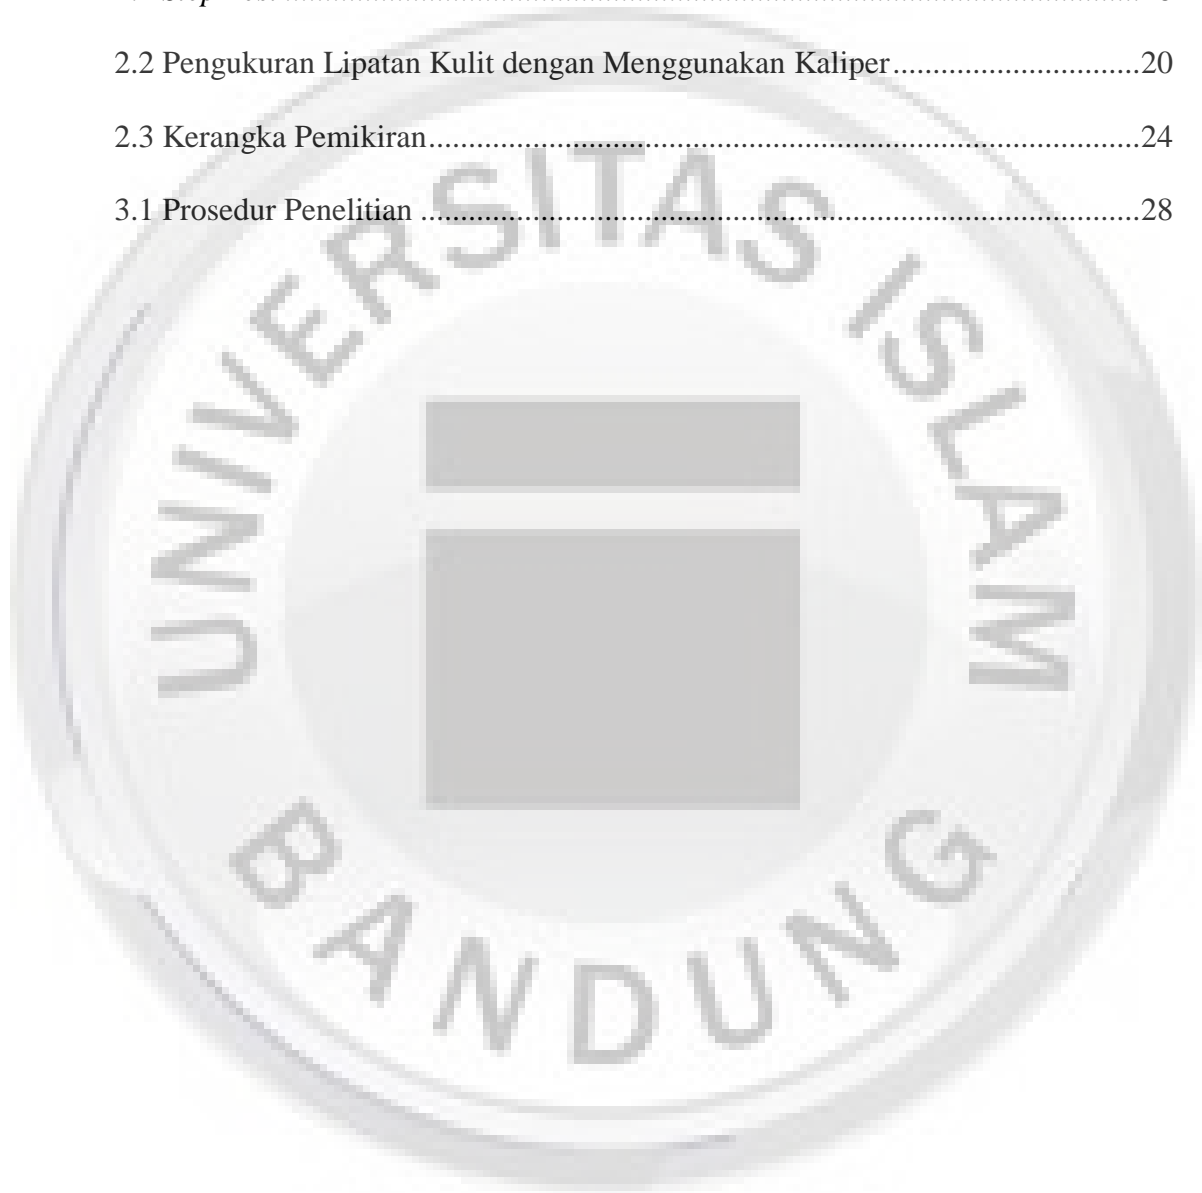 2.2 Pengukuran Lipatan Kulit dengan Menggunakan Kaliper...............................20
2.3 Kerangka Pemikiran.........................................................................................24
3.1 Prosedur Penelitian ..........................................................................................28
UNIVERSITAS ISLAM
BANDUNG